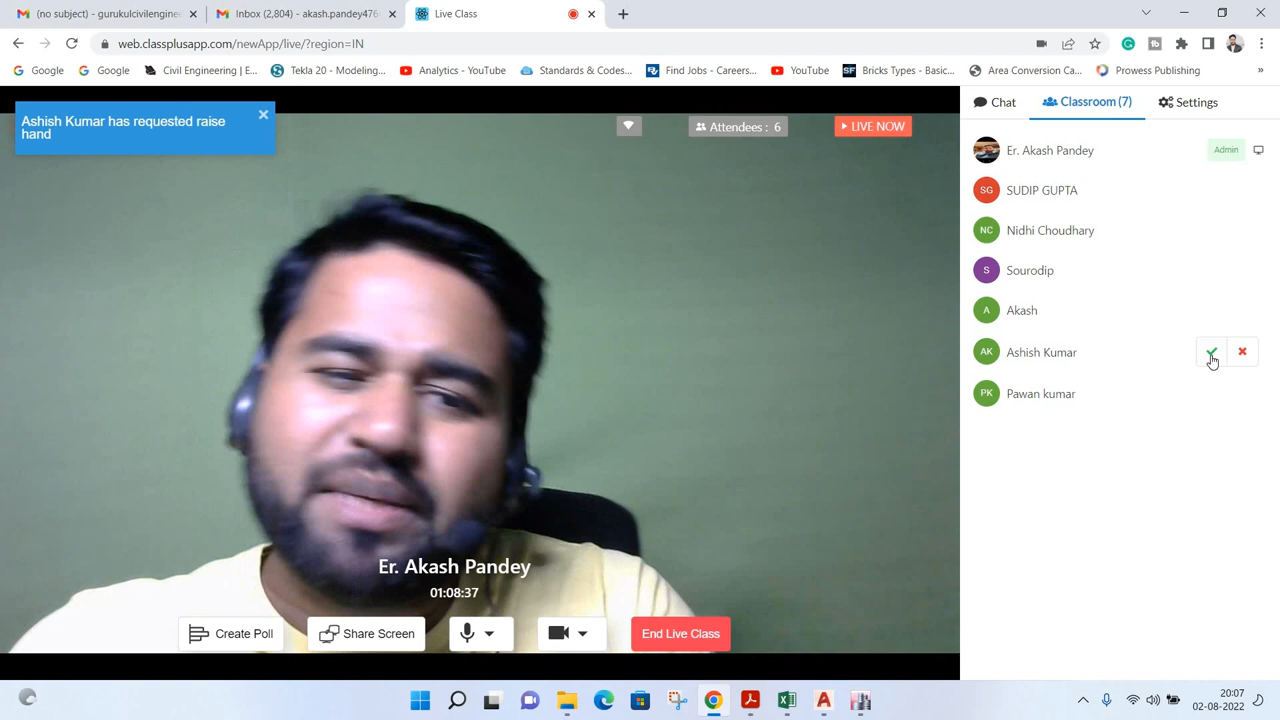 (no subject) - gurukulcivilengine
Inbox (2,804) - akash.pandey476
Live Class
web.classplusapp.com/newApp/live/?region=IN
Google
Google
Civil Engineering | E...
Tekla 20 - Modeling...
Analytics - YouTube
Standards & Codes...
Find Jobs - Careers...
YouTube
SF
Bricks Types - Basic...
Area Conversion Ca...
Prowess Publishing
»
Ashish Kumar has requested raise
hand
Attendees : 6
LIVE NOW
Chat
Classroom (7)
Settings
Er. Akash Pandey
Admin
SG
SUDIP GUPTA
NC
Nidhi Choudhary
S
Sourodip
A
Akash
AK
Ashish Kumar
PK
Pawan kumar
Er. Akash Pandey
01:08:37
Create Poll
Share Screen
End Live Class
20:07
02-08-2022